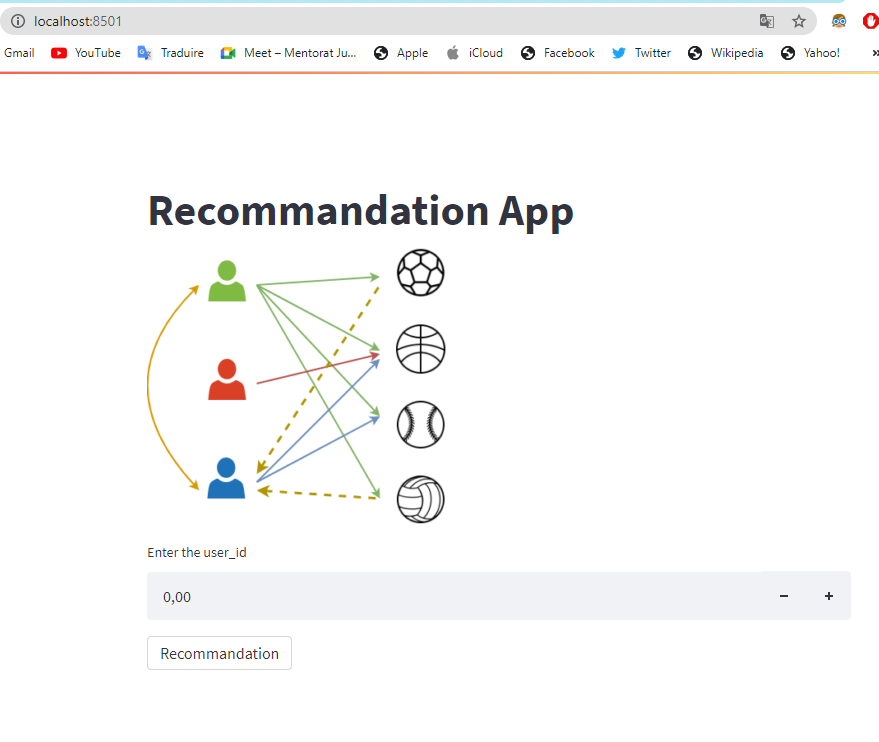 localhost:8501
Gmail YouTube Traduire Meet – Mentorat Ju... Apple iCloud Facebook Twitter Wikipedia Yahoo! »
Recommandation App
Enter the user_id
0,00 − +
Recommandation